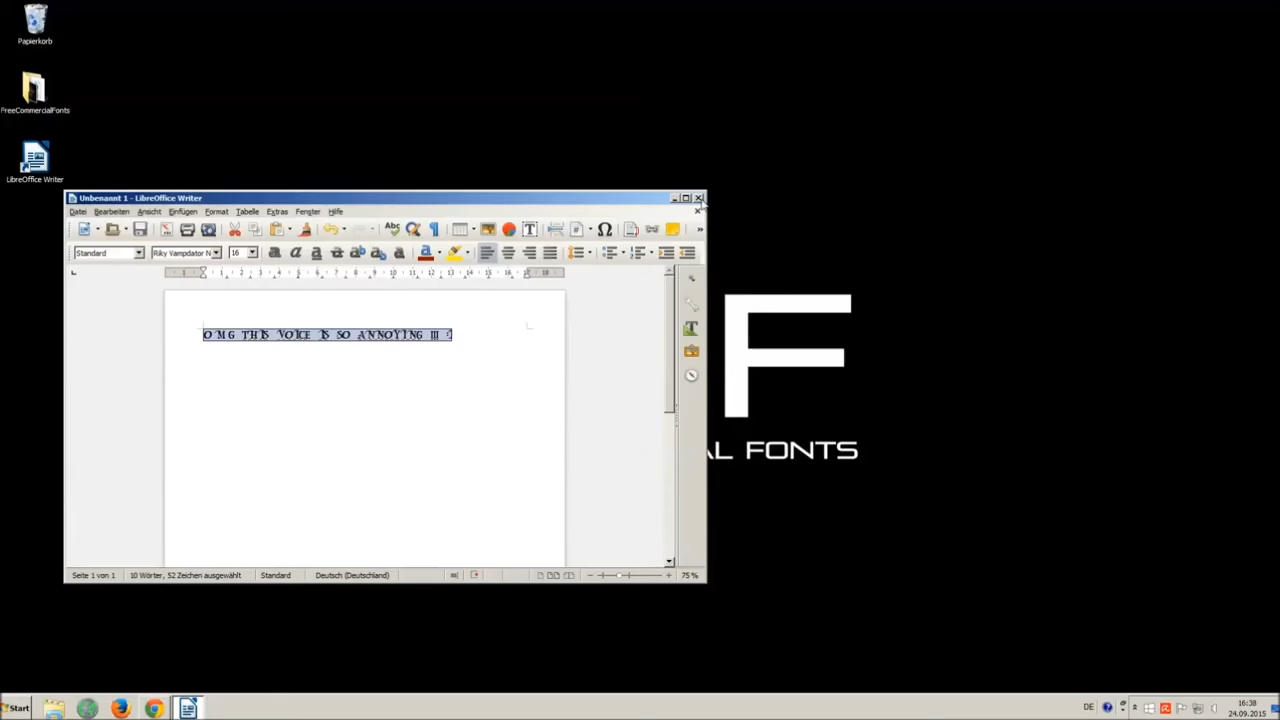 Papierkorb
FreeCommercialFonts
LibreOffice Writer
Unbenannt 1 - LibreOffice Writer
Datei Bearbeiten Ansicht Einfügen Format Tabelle Extras Fenster Hilfe
Standard Riky Vampdator N 16
OMG THIS VOICE IS SO ANNOYING !!!
F
AL FONTS
Seite 1 von 1 10 Wörter, 52 Zeichen ausgewählt Standard Deutsch (Deutschland) 75 %
Start DE 16:38
24.09.2015